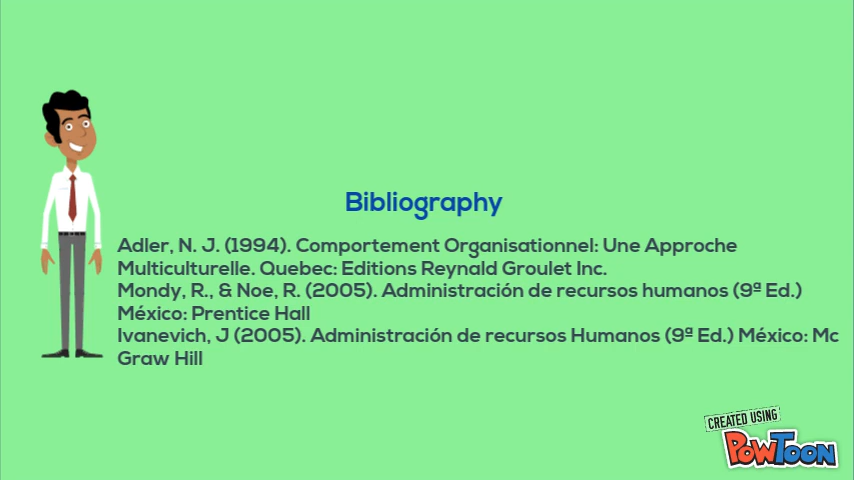 Bibliography
Adler, N. J. (1994). Comportement Organisationnel: Une Approche
Multiculturelle. Quebec: Editions Reynald Groulet Inc.
Mondy, R., & Noe, R. (2005). Administración de recursos humanos (9ª Ed.)
México: Prentice Hall
Ivanevich, J (2005). Administración de recursos Humanos (9ª Ed.) México: Mc
Graw Hill
CREATED USING
POWTOON